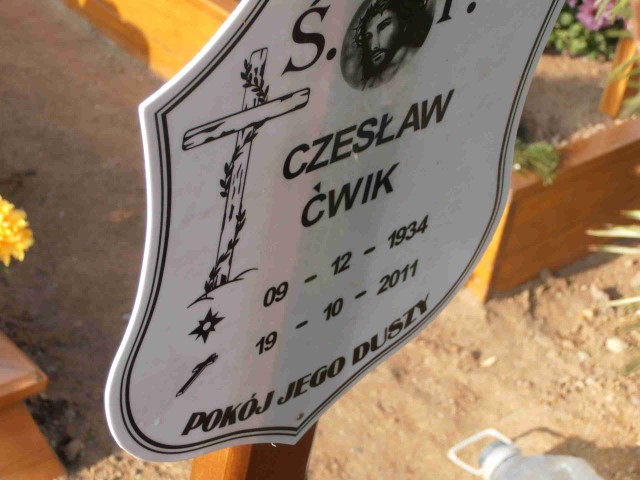 Ś. P.
CZESŁAW
ĆWIK
09 - 12 - 1934
19 - 10 - 2011
POKÓJ JEGO DUSZY